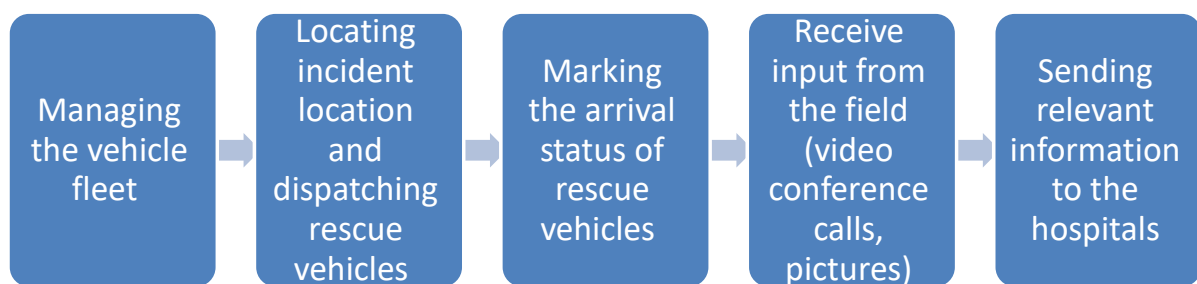 Managing
the vehicle
fleet
Locating
incident
location
and
dispatching
rescue
vehicles
Marking
the arrival
status of
rescue
vehicles
Receive
input from
the field
(video
conference
calls,
pictures)
Sending
relevant
information
to the
hospitals